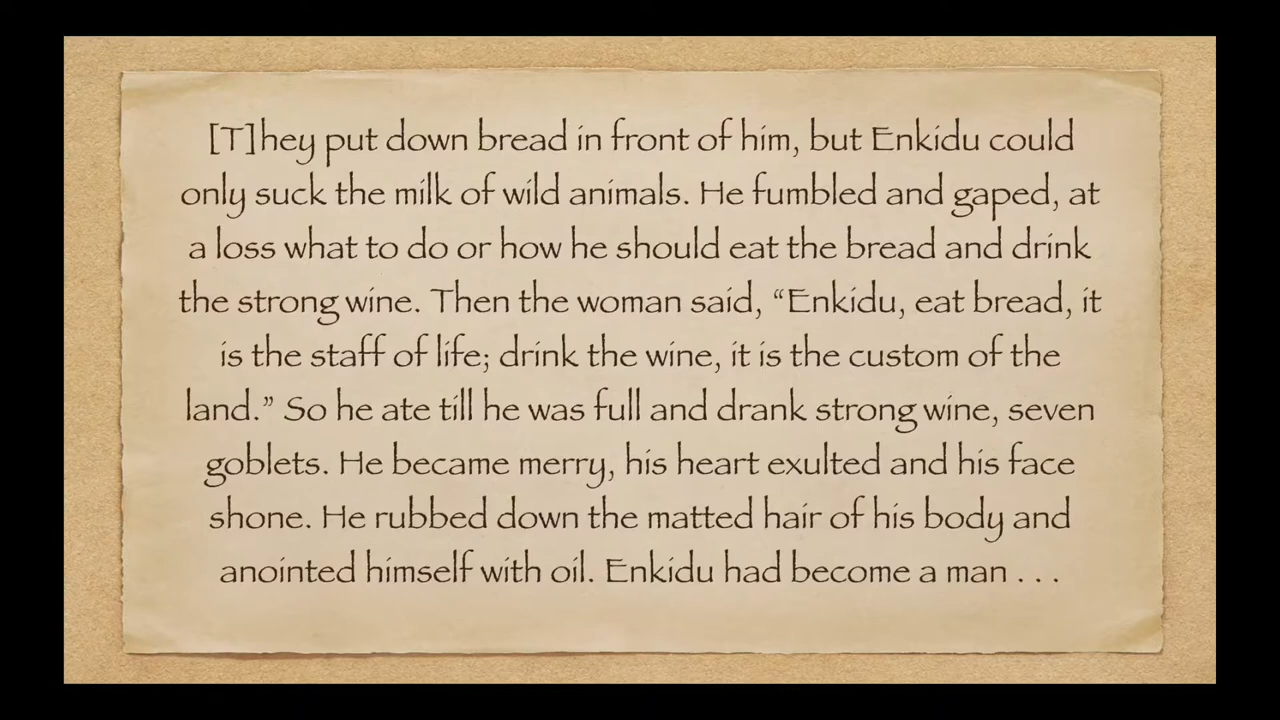 [T]hey put down bread in front of him, but Enkidu could
only suck the milk of wild animals. He fumbled and gaped, at
a loss what to do or how he should eat the bread and drink
the strong wine. Then the woman said, “Enkidu, eat bread, it
is the staff of life; drink the wine, it is the custom of the
land.” So he ate till he was full and drank strong wine, seven
goblets. He became merry, his heart exulted and his face
shone. He rubbed down the matted hair of his body and
anointed himself with oil. Enkidu had become a man . . .